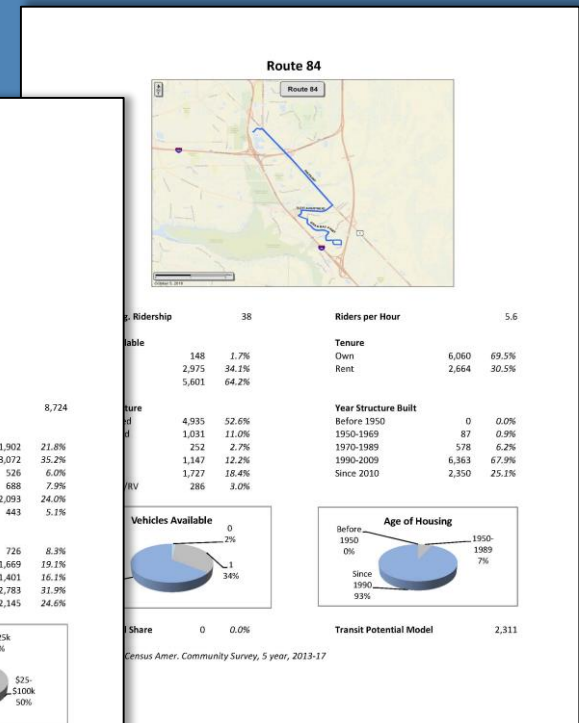 Route 84
Route 84
g. Ridership 38 Riders per Hour 5.6
lable Tenure
148 1.7% Own 6,060 69.5%
2,975 34.1% Rent 2,664 30.5%
5,601 64.2%
ture Year Structure Built
ed 4,935 52.6% Before 1950 0 0.0%
d 1,031 11.0% 1950-1969 87 0.9%
252 2.7% 1970-1989 578 6.2%
1,147 12.2% 1990-2009 6,363 67.9%
1,727 18.4% Since 2010 2,350 25.1%
/RV 286 3.0%
Vehicles Available
0
2%
1
34%
Age of Housing
Before
1950
0%
1950-
1989
7%
Since
1990
93%
l Share 0 0.0% Transit Potential Model 2,311
Census Amer. Community Survey, 5 year, 2013-17
8,724
1,902 21.8%
3,072 35.2%
526 6.0%
688 7.9%
2,093 24.0%
443 5.1%
726 8.3%
1,669 19.1%
1,401 16.1%
2,783 31.9%
2,145 24.6%
25k
%
$25-
$100k
50%